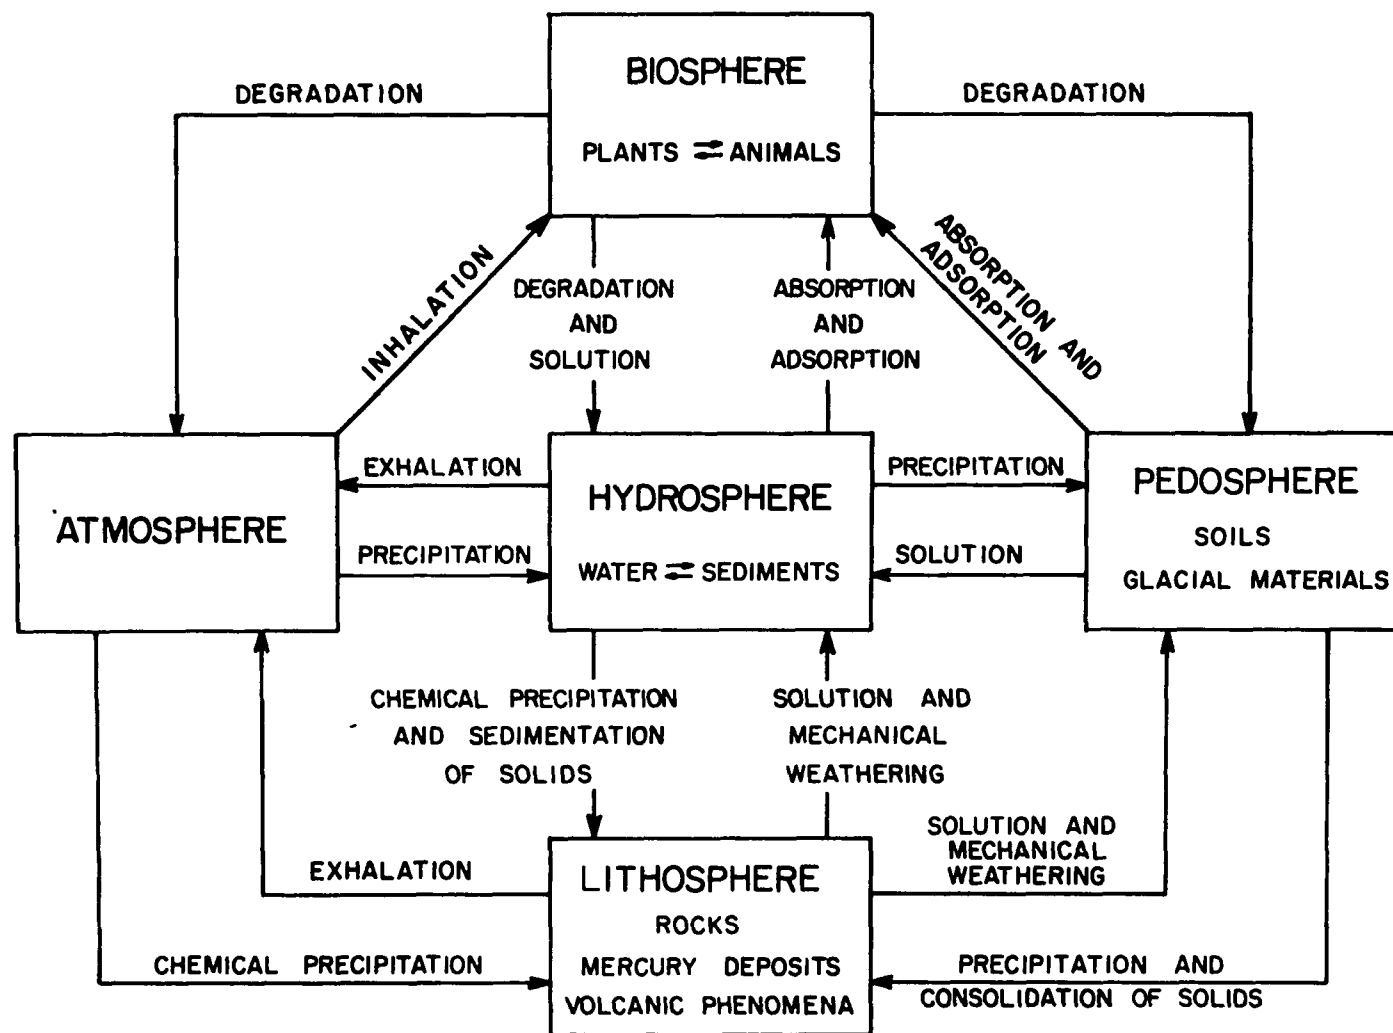 BIOSPHERE
PLANTS ⇌ ANIMALS
DEGRADATION
DEGRADATION
INHALATION
DEGRADATION
AND
SOLUTION
ABSORPTION
AND
ADSORPTION
ABSORPTION AND
ADSORPTION
ATMOSPHERE
EXHALATION
PRECIPITATION
HYDROSPHERE
WATER ⇌ SEDIMENTS
PRECIPITATION
SOLUTION
PEDOSPHERE
SOILS
GLACIAL MATERIALS
CHEMICAL PRECIPITATION
AND SEDIMENTATION
OF SOLIDS
SOLUTION AND
MECHANICAL
WEATHERING
SOLUTION AND
MECHANICAL
WEATHERING
EXHALATION
CHEMICAL PRECIPITATION
LITHOSPHERE
ROCKS
MERCURY DEPOSITS
VOLCANIC PHENOMENA
PRECIPITATION AND
CONSOLIDATION OF SOLIDS